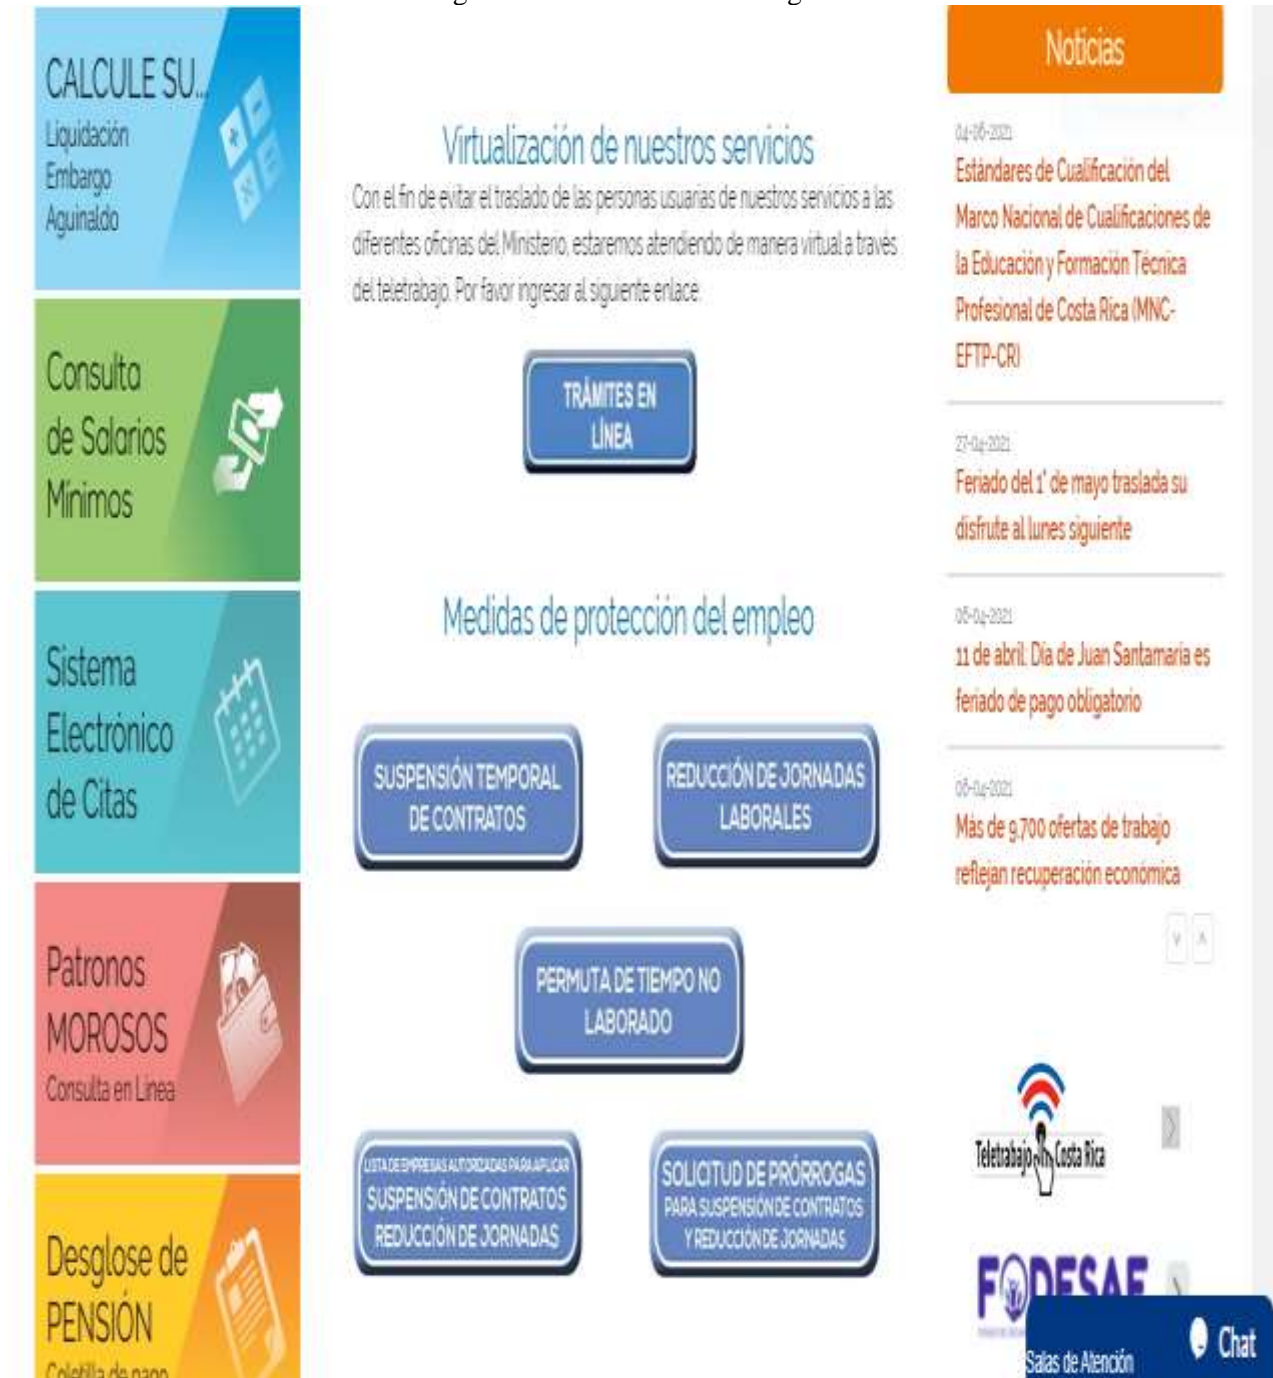 CALCULE SU...
Liquidación
Embargo
Aguinaldo
Consulta
de Salarios
Mínimos
Sistema
Electrónico
de Citas
Patronos
MOROSOS
Consulta en Línea
Desglose de
PENSIÓN
Coletilla de pago
Virtualización de nuestros servicios
Con el fin de evitar el traslado de las personas usuarias de nuestros servicios a las
diferentes oficinas del Ministerio, estaremos atendiendo de manera virtual a través
del teletrabajo. Por favor ingresar al siguiente enlace:
TRÁMITES EN
LÍNEA
Medidas de protección del empleo
SUSPENSIÓN TEMPORAL
DE CONTRATOS
REDUCCIÓN DE JORNADAS
LABORALES
PERMUTA DE TIEMPO NO
LABORADO
LISTA DE EMPRESAS AUTORIZADAS PARA APLICAR
SUSPENSIÓN DE CONTRATOS
REDUCCIÓN DE JORNADAS
SOLICITUD DE PRÓRROGAS
PARA SUSPENSIÓN DE CONTRATOS
Y REDUCCIÓN DE JORNADAS
Noticias
04-06-2021
Estándares de Cualificación del
Marco Nacional de Cualificaciones de
la Educación y Formación Técnica
Profesional de Costa Rica (MNC-
EFTP-CR)
27-04-2021
Feriado del 1° de mayo traslada su
disfrute al lunes siguiente
06-04-2021
11 de abril: Día de Juan Santamaría es
feriado de pago obligatorio
06-04-2021
Más de 9.700 ofertas de trabajo
reflejan recuperación económica
Teletrabajo Costa Rica
FODESAF
Chat
Salas de Atención